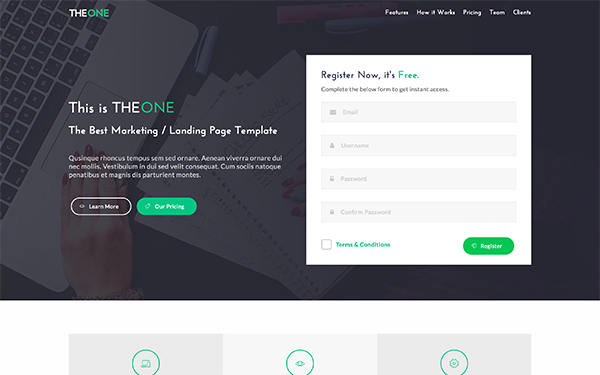 THEONE
Features How it Works Pricing Team Clients
This is THEONE
The Best Marketing / Landing Page Template
Qusinque rhoncus tempus sem sed ornare. Aenean viverra ornare dui
nec mollis. Vestibulum in dui sed velit consequat. Cum sociis natoque
penatibus et magnis dis parturient montes.
Learn More
Our Pricing
Register Now, it's Free.
Complete the below form to get instant access.
Email
Username
Password
Confirm Password
Terms & Conditions
Register